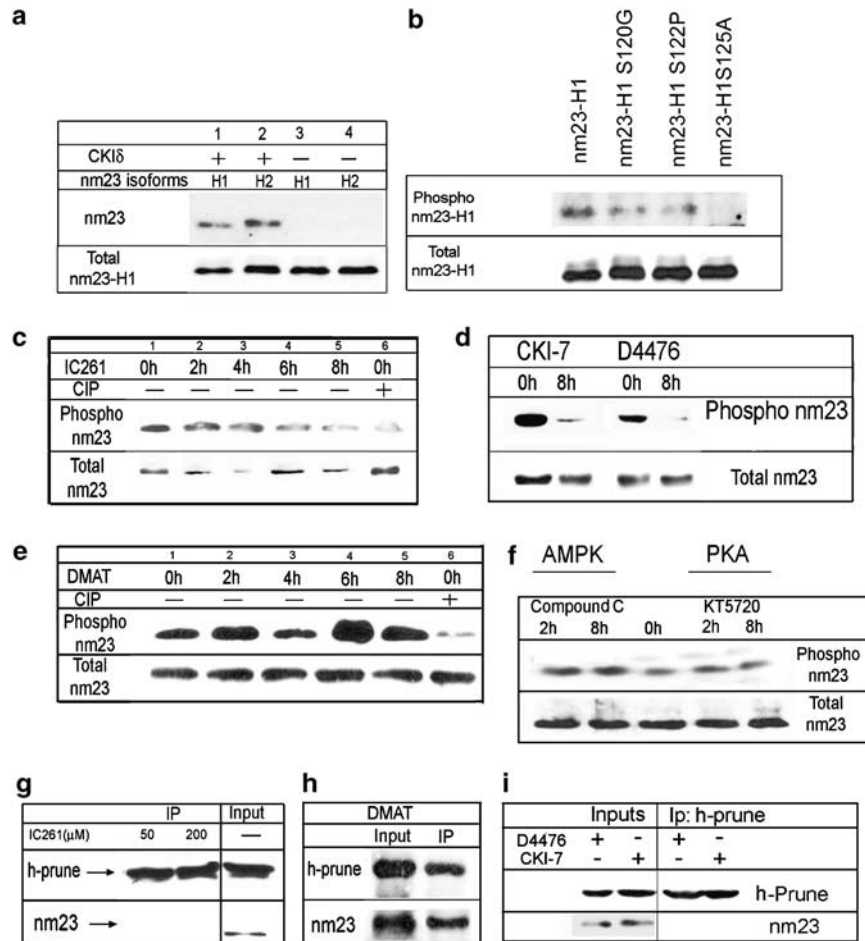 a
1 2 3 4
CKIδ + + — —
nm23 isoforms H1 H2 H1 H2
nm23
Total
nm23-H1
b
nm23-H1
nm23-H1 S120G
nm23-H1 S122P
nm23-H1S125A
Phospho
nm23-H1
Total
nm23-H1
c
1 2 3 4 5 6
IC261 0h 2h 4h 6h 8h 0h
CIP — — — — — +
Phospho
nm23
Total
nm23
d
CKI-7 D4476
0h 8h 0h 8h
Phospho nm23
Total nm23
e
1 2 3 4 5 6
DMAT 0h 2h 4h 6h 8h 0h
CIP — — — — — +
Phospho
nm23
Total
nm23
f
AMPK PKA
Compound C KT5720
2h 8h 0h 2h 8h
Phospho
nm23
Total
nm23
g
IP Input
IC261(μM) 50 200 —
h-prune
nm23
h
DMAT
Input IP
h-prune
nm23
i
Inputs Ip: h-prune
D4476 + - + -
CKI-7 - + - +
h-Prune
nm23